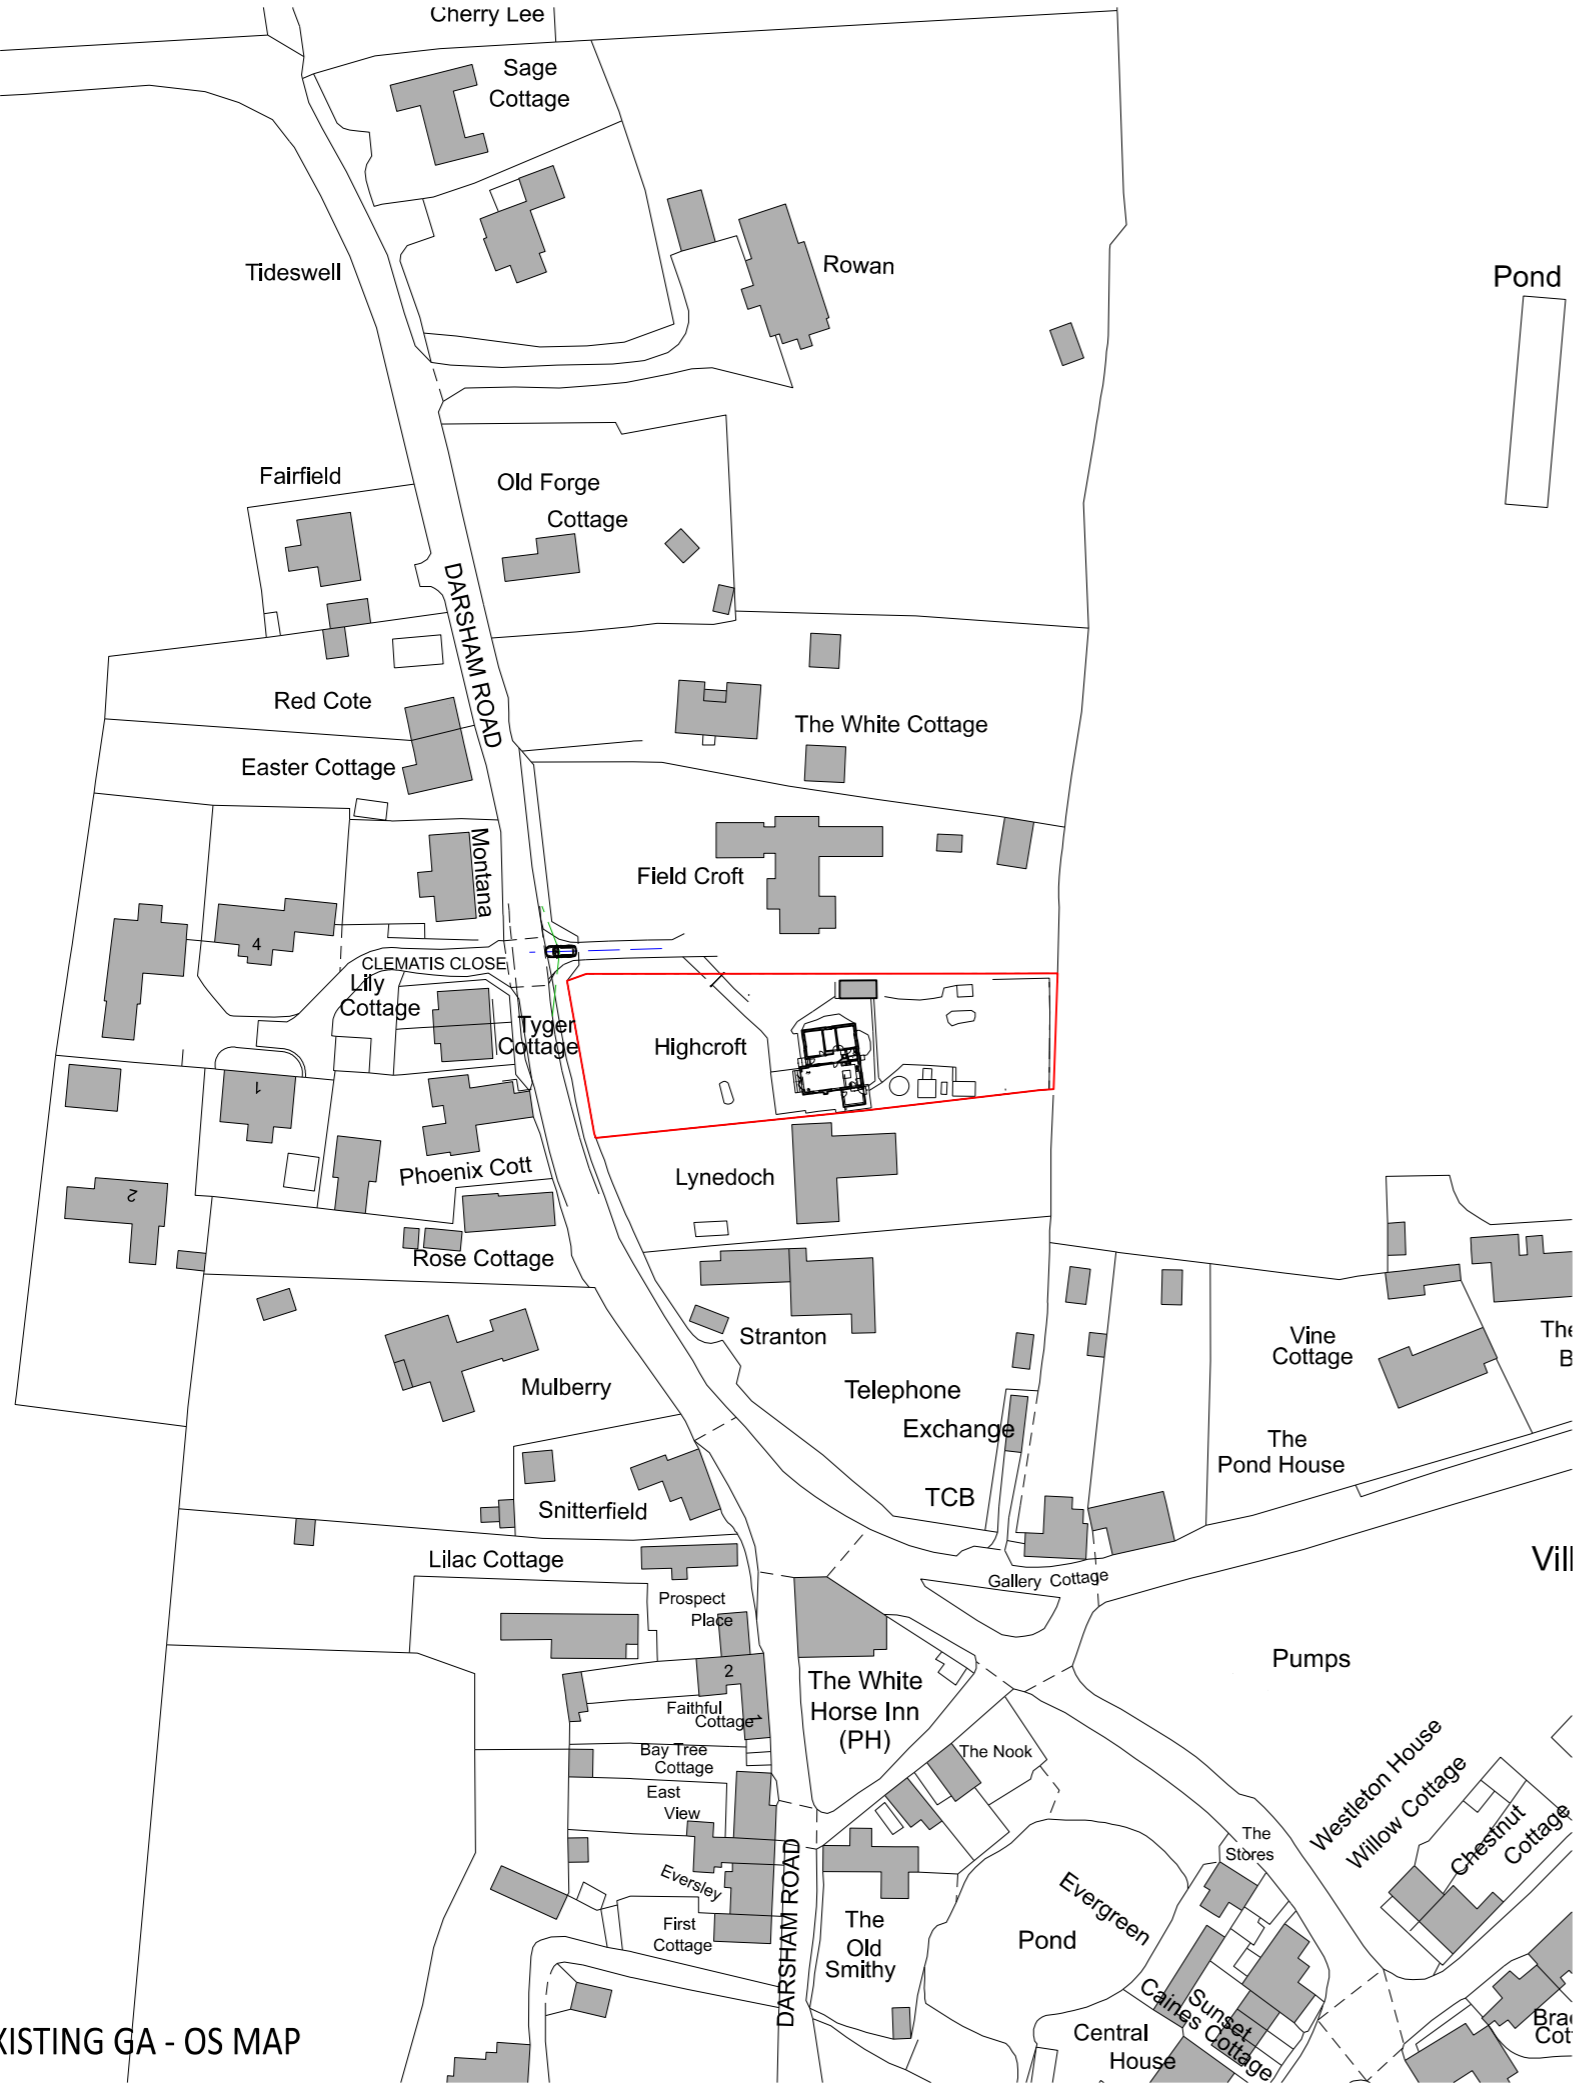 Cherry Lee
Sage
Cottage
Tideswell
Rowan
Pond
Fairfield
Old Forge
Cottage
DARSHAM ROAD
Red Cote
The White Cottage
Easter Cottage
Montana
Field Croft
4
CLEMATIS CLOSE
Lily
Cottage
Tyger
Cottage
Highcroft
1
Phoenix Cott
Lynedoch
2
Rose Cottage
Stranton
Vine
Cottage
The
B
Mulberry
Telephone
Exchange
The
Pond House
TCB
Snitterfield
Lilac Cottage
Gallery Cottage
Vill
Prospect
Place
Pumps
2
The White
Horse Inn
(PH)
Faithful
Cottage
1
Bay Tree
Cottage
The Nook
East
View
Westleton House
Willow Cottage
Chestnut
Cottage
The
Stores
Eversley
DARSHAM ROAD
Evergreen
The
Old
Smithy
First
Cottage
Pond
Sunset
Cottage
Caines
Central
House
Brac
Cot
XISTING GA - OS MAP